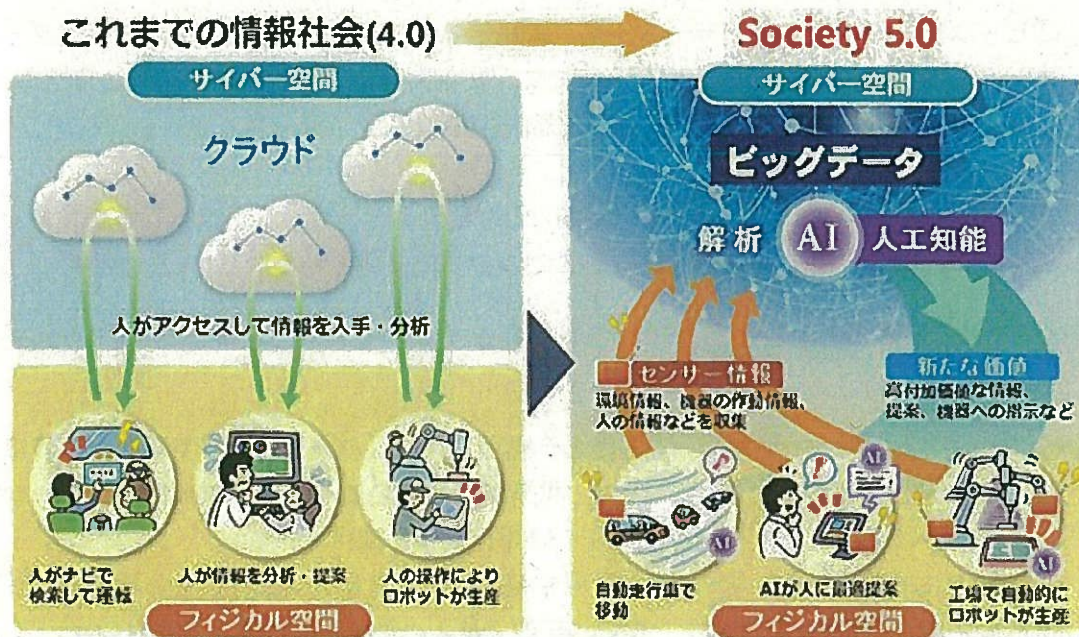 これまでの情報社会(4.0)
Society 5.0
サイバー空間
クラウド
人がアクセスして情報を入手・分析
人がナビで
検索して運転
人が情報を分析・提案
人の操作により
ロボットが生産
フィジカル空間
サイバー空間
ビッグデータ
解析 AI 人工知能
センサー情報
環境情報、機器の作動情報、
人の情報などを収集
新たな価値
高付加価値な情報、
提案、機器への指示など
AI
AI
AI
自動走行車で
移動
AIが人に最適提案
工場で自動的に
ロボットが生産
フィジカル空間